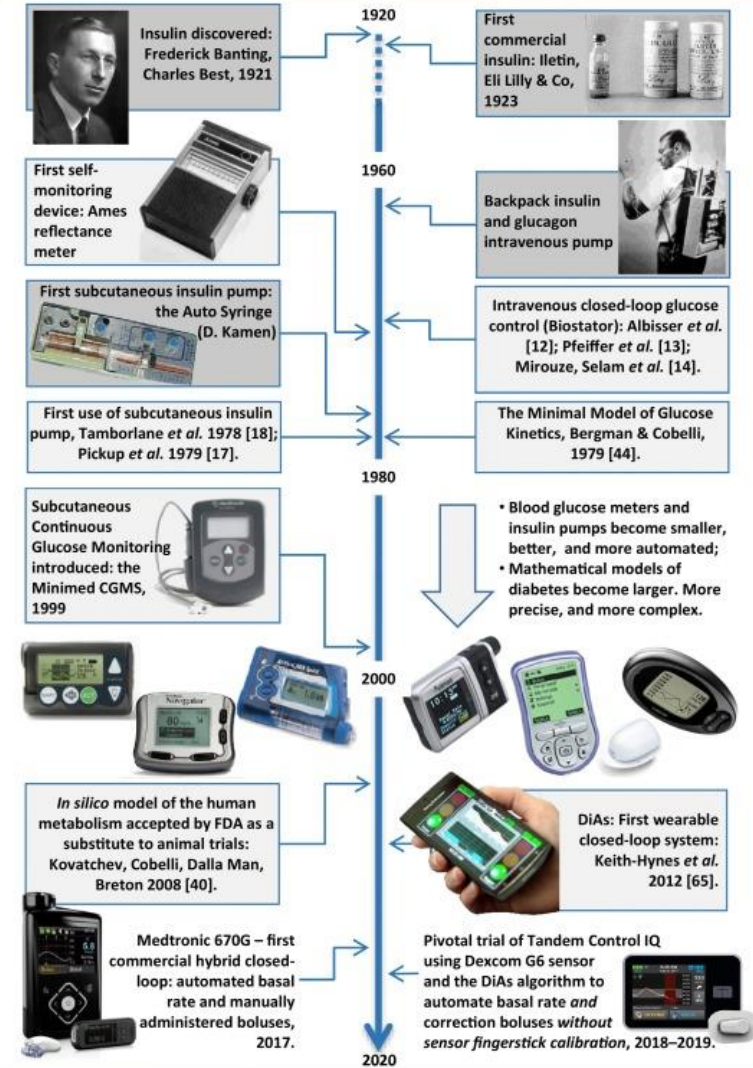 1920
Insulin discovered:
Frederick Banting,
Charles Best, 1921
First
commercial
insulin: Iletin,
Eli Lilly & Co,
1923
1960
First self-
monitoring
device: Ames
reflectance
meter
Backpack insulin
and glucagon
intravenous pump
First subcutaneous insulin pump:
the Auto Syringe
(D. Kamen)
Intravenous closed-loop glucose
control (Biostator): Albisser et al.
[12]; Pfeiffer et al. [13];
Mirouze, Selam et al. [14].
First use of subcutaneous insulin
pump, Tamborlane et al. 1978 [18];
Pickup et al. 1979 [17].
The Minimal Model of Glucose
Kinetics, Bergman & Cobelli,
1979 [44].
1980
Subcutaneous
Continuous
Glucose Monitoring
introduced: the
Minimed CGMS,
1999
• Blood glucose meters and
insulin pumps become smaller,
better, and more automated;
• Mathematical models of
diabetes become larger. More
precise, and more complex.
2000
Navigator
80
10:13
In silico model of the human
metabolism accepted by FDA as a
substitute to animal trials:
Kovatchev, Cobelli, Dalla Man,
Breton 2008 [40].
DiAs: First wearable
closed-loop system:
Keith-Hynes et al.
2012 [65].
Medtronic 670G – first
commercial hybrid closed-
loop: automated basal
rate and manually
administered boluses,
2017.
Pivotal trial of Tandem Control IQ
using Dexcom G6 sensor
and the DiAs algorithm to
automate basal rate and
correction boluses without
sensor fingerstick calibration, 2018–2019.
2020